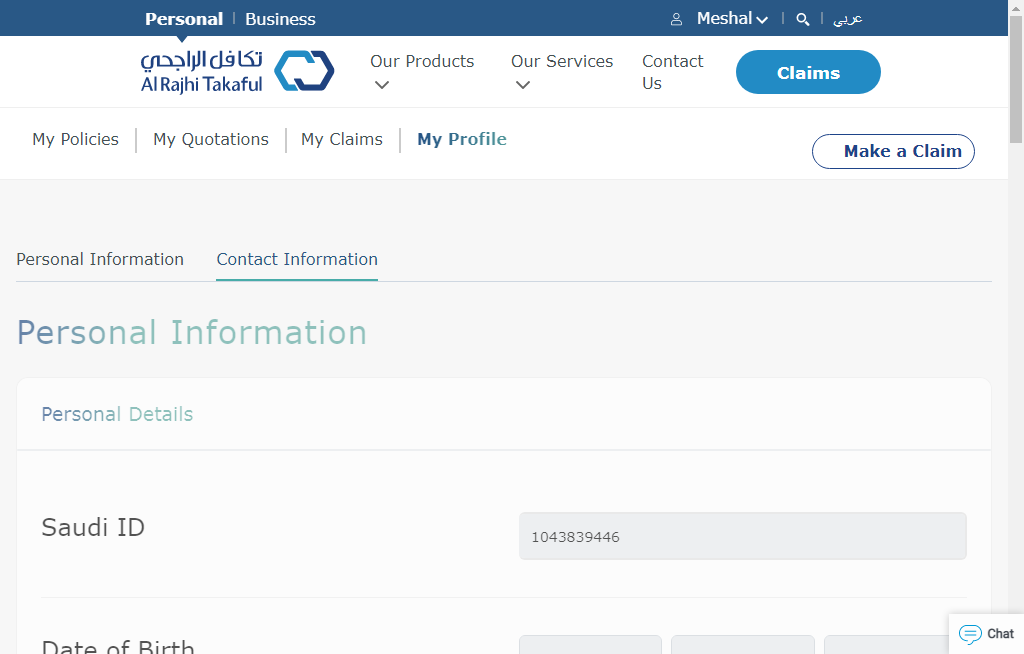 Personal | Business
Meshal
عربي
تكافل الراجحي
Al Rajhi Takaful
Our Products
Our Services
Contact Us
Claims
My Policies
My Quotations
My Claims
My Profile
Make a Claim
Personal Information
Contact Information
Personal Information
Personal Details
Saudi ID
1043839446
Date of Birth
Chat